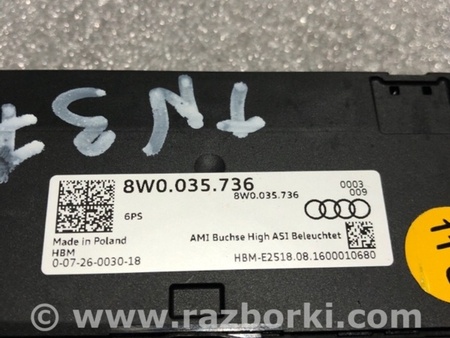 8W0.035.736
8W0.035.736
0003
009
6PS
Made in Poland
HBM
0-07-26-0030-18
AMI Buchse High ASI Beleuchtet
HBM-E2518.08.1600010680
© www.razborki.com